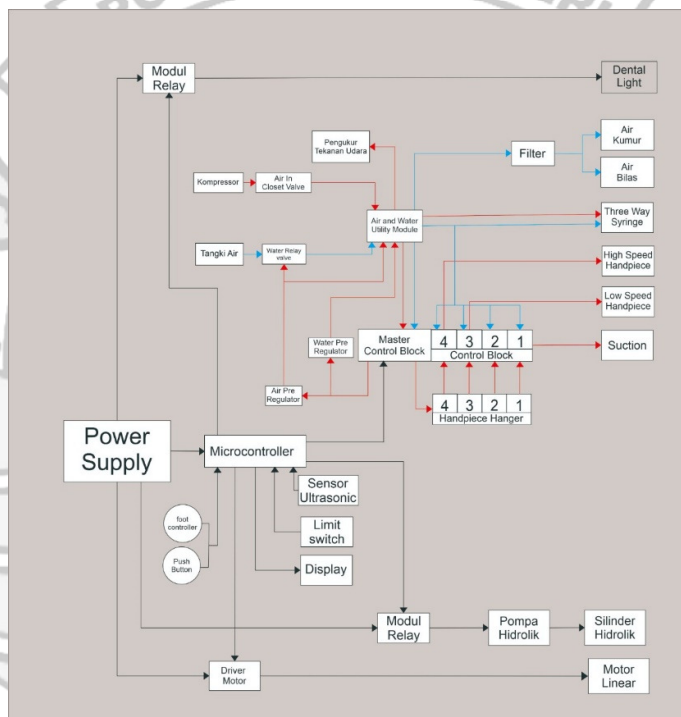 Modul
Relay
Dental
Light
Pengukur
Tekanan Udara
Filter
Air
Kumur
Air
Bilas
Kompressor
Air In
Closet Valve
Air and Water
Utility Module
Three Way
Syringe
Tangki Air
Water Relay
valve
High Speed
Handpiece
Low Speed
Handpiece
Water Pre
Regulator
Master
Control Block
4 3 2 1
Control Block
Suction
Air Pre
Regulator
4 3 2 1
Handpiece Hanger
Power
Supply
Microcontroller
Sensor
Ultrasonic
foot
controller
Limit
switch
Push
Button
Display
Modul
Relay
Pompa
Hidrolik
Silinder
Hidrolik
Driver
Motor
Motor
Linear